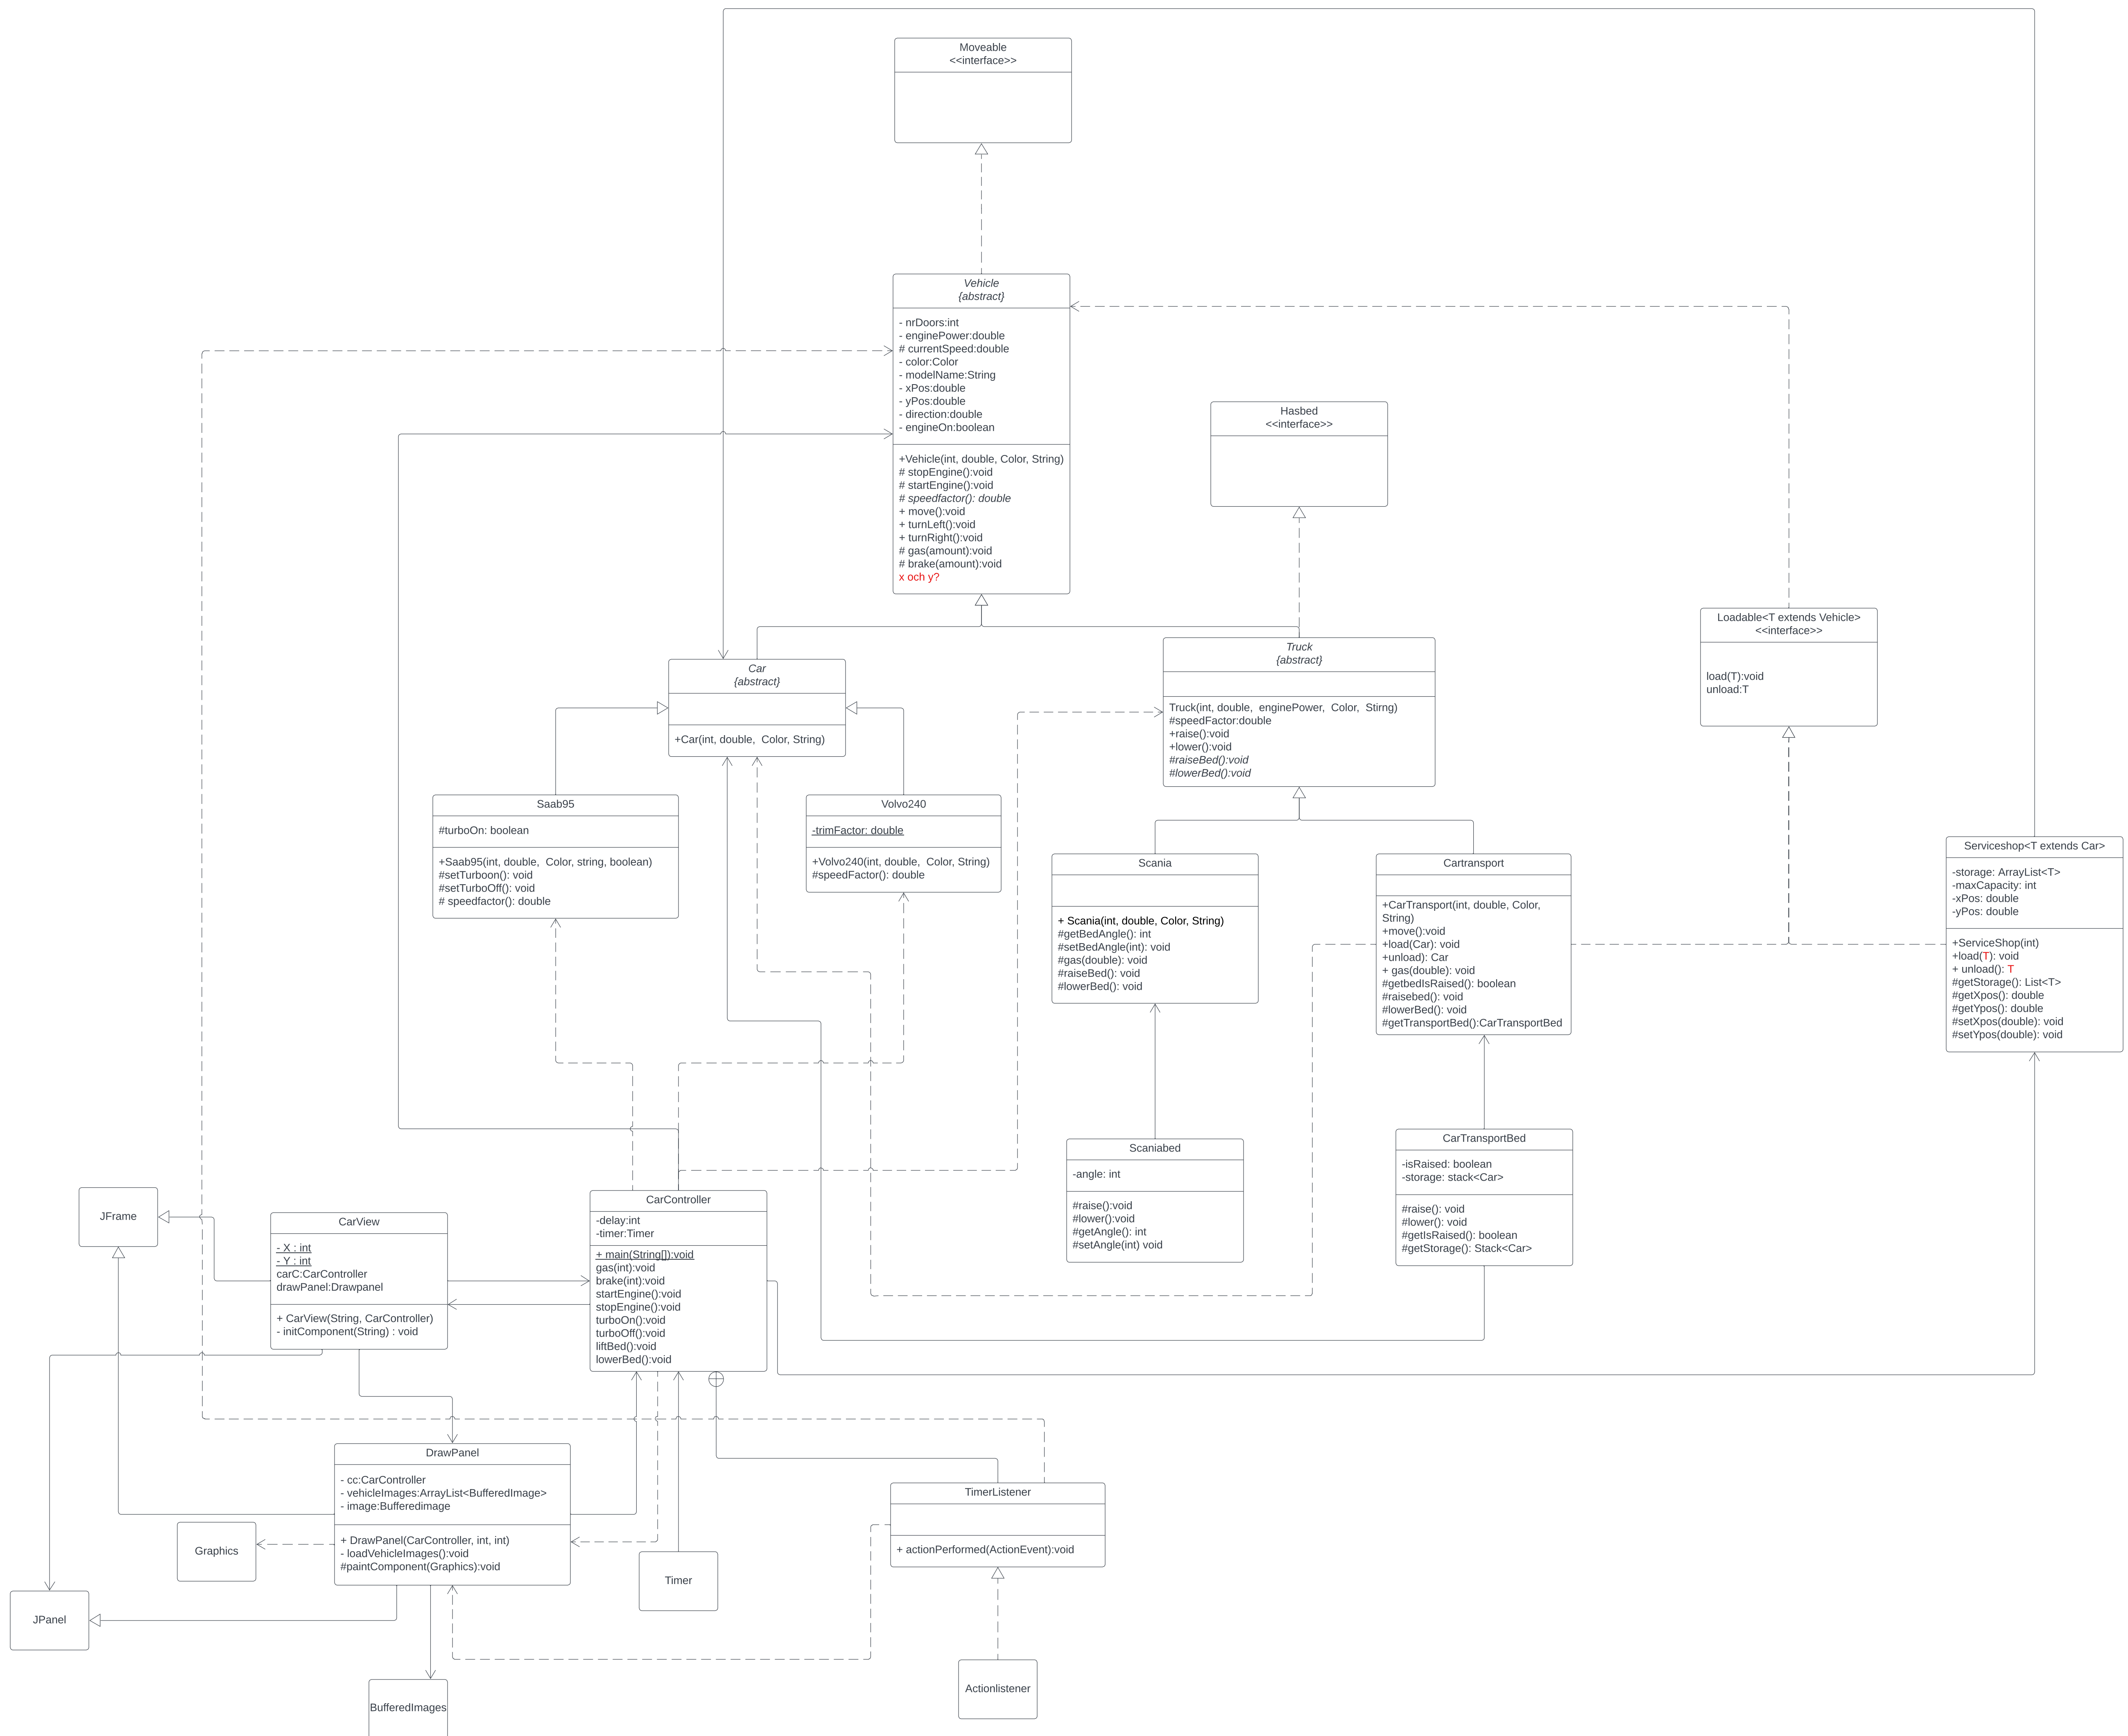 Moveable
<<interface>>
Vehicle
{abstract}
- nrDoors:int
- enginePower:double
# currentSpeed:double
- color:Color
- modelName:String
- xPos:double
- yPos:double
- direction:double
- engineOn:boolean
+Vehicle(int, double, Color, String)
# stopEngine():void
# startEngine():void
# speedfactor(): double
+ move():void
+ turnLeft():void
+ turnRight():void
# gas(amount):void
# brake(amount):void
x och y?
Hasbed
<<interface>>
Loadable<T extends Vehicle>
<<interface>>
load(T):void
unload:T
Car
{abstract}
+Car(int, double, Color, String)
Truck
{abstract}
Truck(int, double, enginePower, Color, Stirng)
#speedFactor:double
+raise():void
+lower():void
#raiseBed():void
#lowerBed():void
Saab95
#turboOn: boolean
+Saab95(int, double, Color, string, boolean)
#setTurboon(): void
#setTurboOff(): void
# speedfactor(): double
Volvo240
-trimFactor: double
+Volvo240(int, double, Color, String)
#speedFactor(): double
Scania
+ Scania(int, double, Color, String)
#getBedAngle(): int
#setBedAngle(int): void
#gas(double): void
#raiseBed(): void
#lowerBed(): void
Cartransport
+CarTransport(int, double, Color,
String)
+move():void
+load(Car): void
+unload): Car
+ gas(double): void
#getbedIsRaised(): boolean
#raisebed(): void
#lowerBed(): void
#getTransportBed():CarTransportBed
Serviceshop<T extends Car>
-storage: ArrayList<T>
-maxCapacity: int
-xPos: double
-yPos: double
+ServiceShop(int)
+load(T): void
+ unload(): T
#getStorage(): List<T>
#getXpos(): double
#getYpos(): double
#setXpos(double): void
#setYpos(double): void
Scaniabed
-angle: int
#raise():void
#lower():void
#getAngle(): int
#setAngle(int) void
CarTransportBed
-isRaised: boolean
-storage: stack<Car>
#raise(): void
#lower(): void
#getIsRaised(): boolean
#getStorage(): Stack<Car>
JFrame
CarView
- X : int
- Y : int
carC:CarController
drawPanel:Drawpanel
+ CarView(String, CarController)
- initComponent(String) : void
CarController
-delay:int
-timer:Timer
+ main(String[]):void
gas(int):void
brake(int):void
startEngine():void
stopEngine():void
turboOn():void
turboOff():void
liftBed():void
lowerBed():void
DrawPanel
- cc:CarController
- vehicleImages:ArrayList<BufferedImage>
- image:Bufferedimage
+ DrawPanel(CarController, int, int)
- loadVehicleImages():void
#paintComponent(Graphics):void
Graphics
JPanel
Timer
TimerListener
+ actionPerformed(ActionEvent):void
Actionlistener
BufferedImages